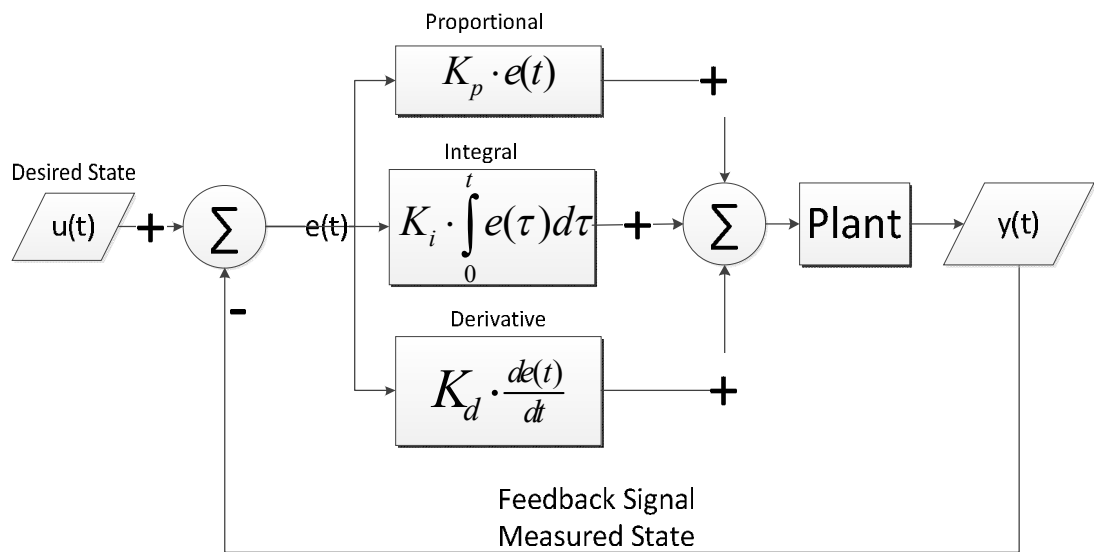 Proportional
K_p · e(t)
+
Desired State
u(t)
+
Σ
e(t)
Integral
K_i · ∫_0^t e(τ)dτ
+
Σ
Plant
y(t)
-
Derivative
K_d · de(t)/dt
+
Feedback Signal
Measured State